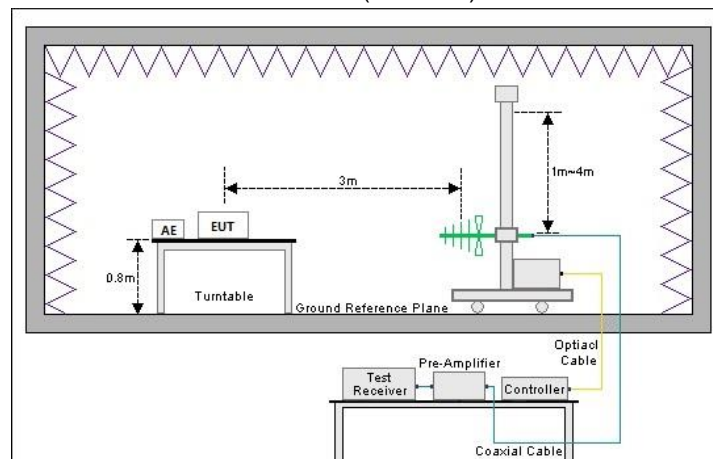 3m
1m~4m
AE
EUT
0.8m
Turntable
Ground Reference Plane
Optiacl
Cable
Pre-Amplifier
Test
Receiver
Controller
Coaxial Cable